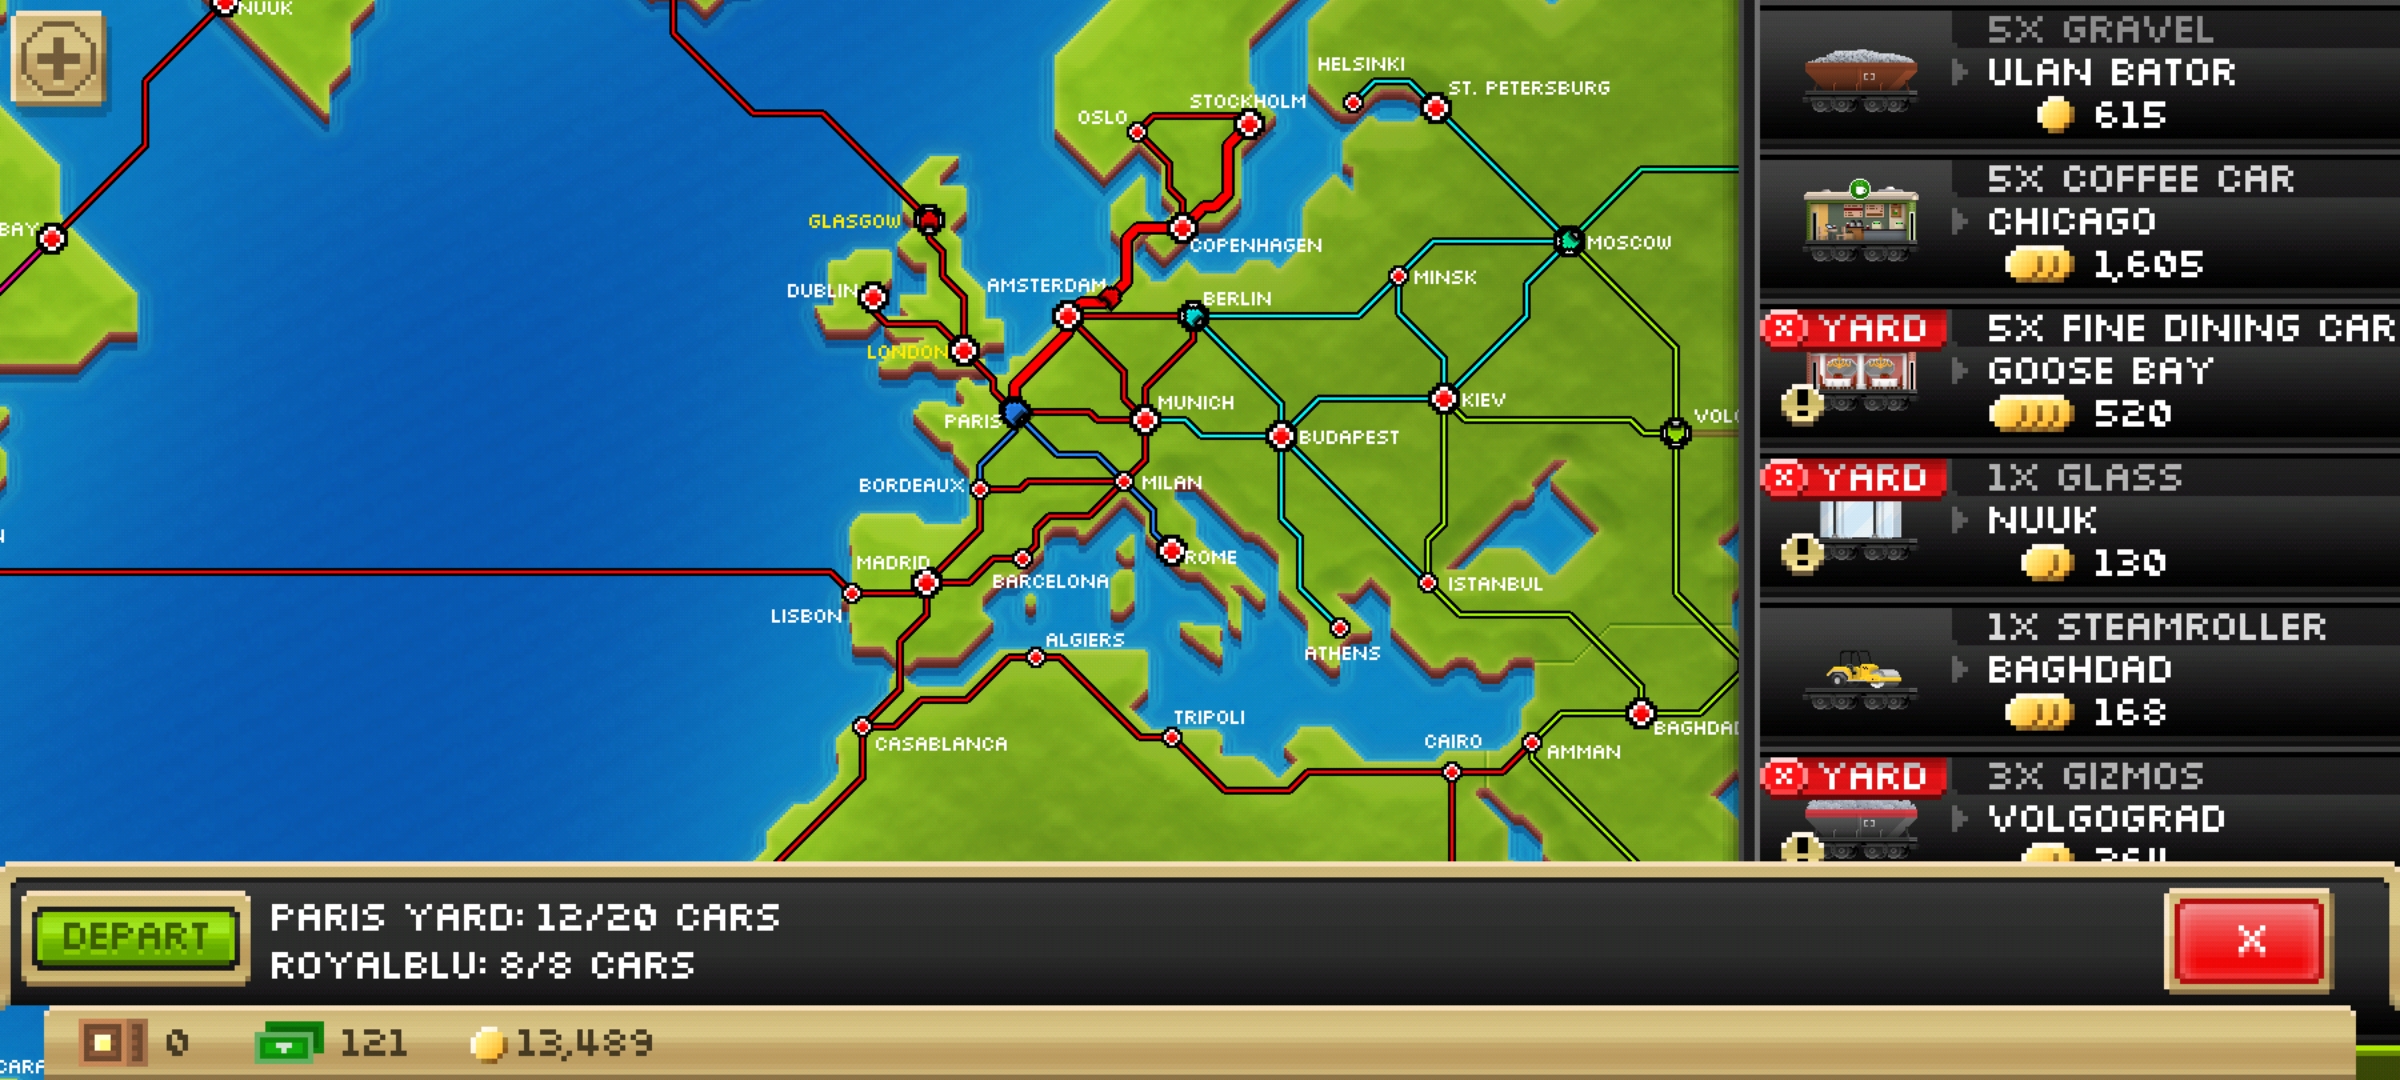 NUUK
BAY
HELSINKI
ST. PETERSBURG
STOCKHOLM
OSLO
GLASGOW
COPENHAGEN
MOSCOW
MINSK
DUBLIN
AMSTERDAM
BERLIN
LONDON
PARIS
MUNICH
KIEV
BUDAPEST
BORDEAUX
MILAN
MADRID
ROME
BARCELONA
ISTANBUL
LISBON
ALGIERS
ATHENS
TRIPOLI
CASABLANCA
CAIRO
AMMAN
5X GRAVEL
ULAN BATOR
615
5X COFFEE CAR
CHICAGO
1,605
X YARD
5X FINE DINING CAR
GOOSE BAY
520
X YARD
1X GLASS
NUUK
130
1X STEAMROLLER
BAGHDAD
168
X YARD
3X GIZMOS
VOLGOGRAD
DEPART
PARIS YARD: 12/20 CARS
ROYALBLU: 8/8 CARS
X
0
121
13,489